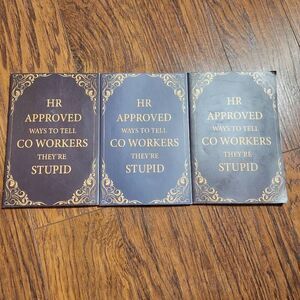 HR
APPROVED
WAYS TO TELL
CO WORKERS
THEY'RE
STUPID
HR
APPROVED
WAYS TO TELL
CO WORKERS
THEY'RE
STUPID
HR
APPROVED
WAYS TO TELL
CO WORKERS
THEY'RE
STUPID